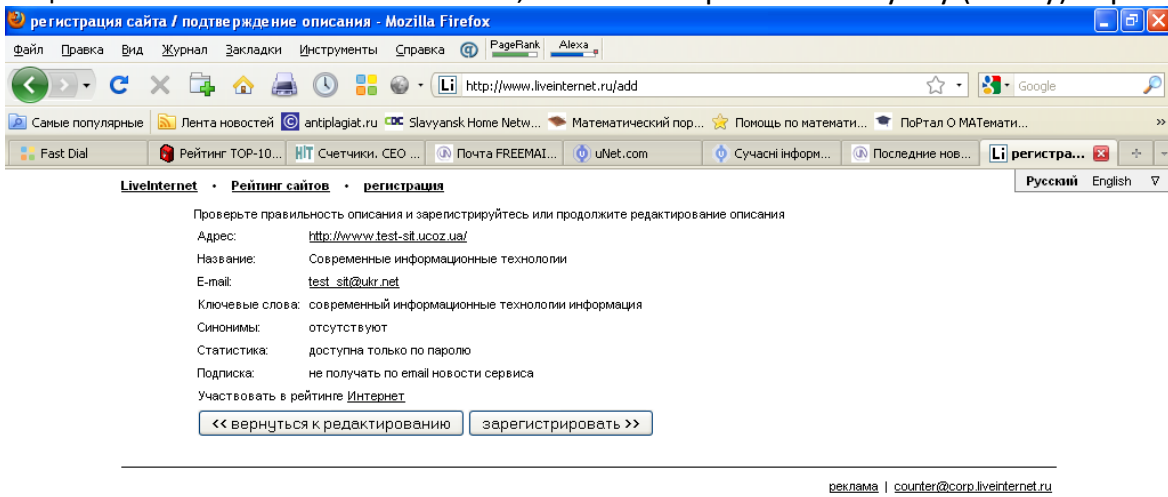 регистрация сайта / подтверждение описания - Mozilla Firefox
Файл Правка Вид Журнал Закладки Инструменты Справка PageRank Alexa
Li http://www.liveinternet.ru/add Google
Самые популярные Лента новостей antiplagiat.ru Slavyansk Home Netw... Математический пор... Помощь по математи... ПоРтал О МАТемати... »
Fast Dial Рейтинг TOP-10... HIT Счетчики. СЕО ... Почта FREEMAI... uNet.com Сучасні інформ... Последние нов... Li регистра...
LiveInternet • Рейтинг сайтов • регистрация Русский English
Проверьте правильность описания и зарегистрируйтесь или продолжите редактирование описания
Адрес: http://www.test-sit.ucoz.ua/
Название: Современные информационные технологии
E-mail: test_sit@ukr.net
Ключевые слова: современный информационные технологии информация
Синонимы: отсутствуют
Статистика: доступна только по паролю
Подписка: не получать по email новости сервиса
Участвовать в рейтинге Интернет
<< вернуться к редактированию зарегистрировать >>
реклама | counter@corp.liveinternet.ru